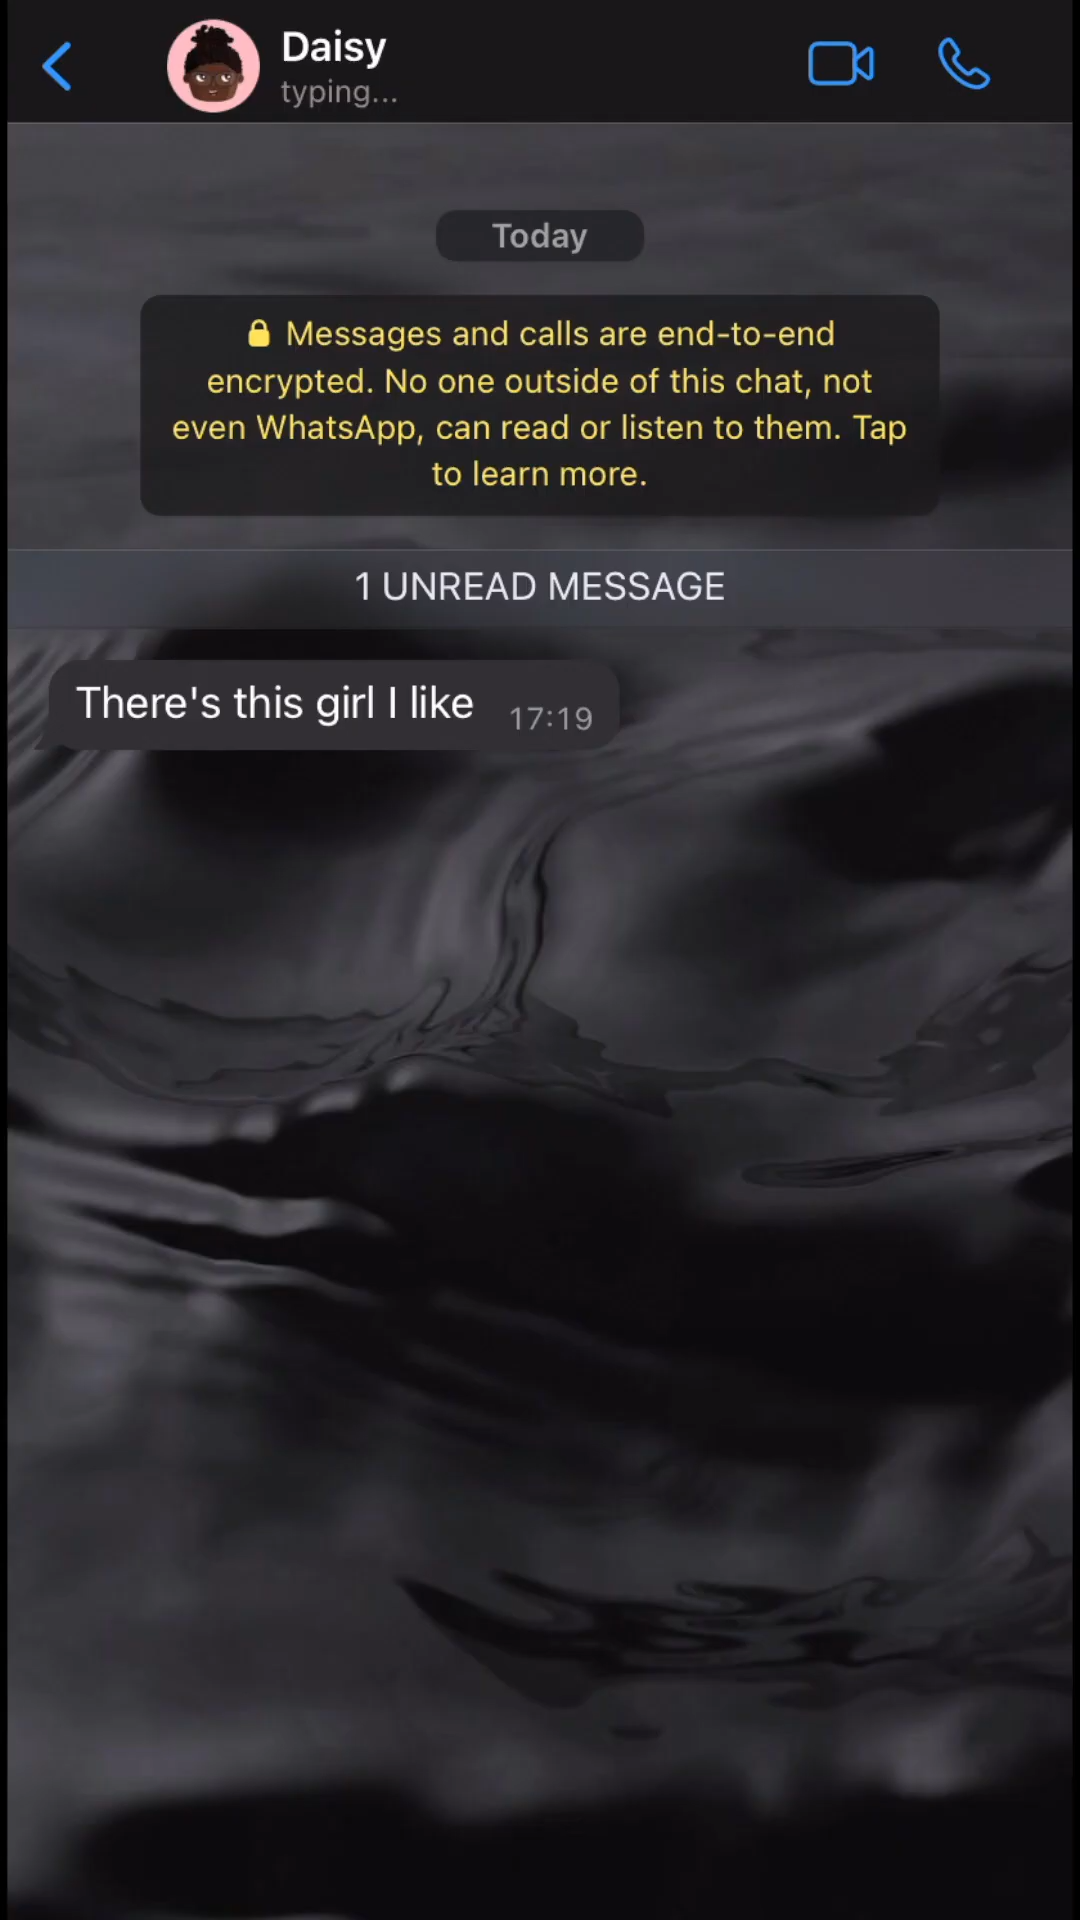 Daisy
typing...
Today
🔒 Messages and calls are end-to-end
encrypted. No one outside of this chat, not
even WhatsApp, can read or listen to them. Tap
to learn more.
1 UNREAD MESSAGE
There's this girl I like 17:19